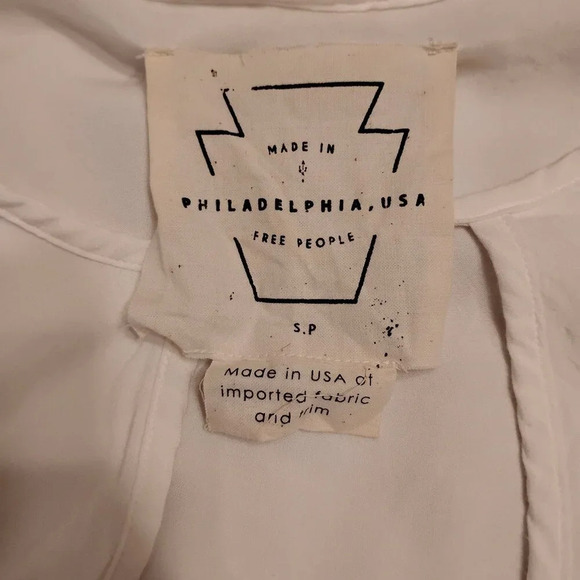 MADE IN
PHILADELPHIA, USA
FREE PEOPLE
S.P
Made in USA of
imported fabric
and trim